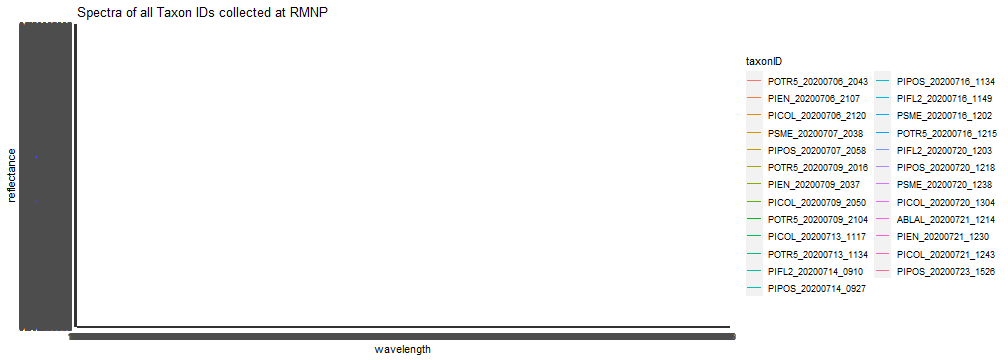 Spectra of all Taxon IDs collected at RMNP
reflectance
wavelength
taxonID
POTR5_20200706_2043
PIEN_20200706_2107
PICOL_20200706_2120
PSME_20200707_2038
PIPOS_20200707_2058
POTR5_20200709_2016
PIEN_20200709_2037
PICOL_20200709_2050
POTR5_20200709_2104
PICOL_20200713_1117
POTR5_20200713_1134
PIFL2_20200714_0910
PIPOS_20200714_0927
PIPOS_20200716_1134
PIFL2_20200716_1149
PSME_20200716_1202
POTR5_20200716_1215
PIFL2_20200720_1203
PIPOS_20200720_1218
PSME_20200720_1238
PICOL_20200720_1304
ABLAL_20200721_1214
PIEN_20200721_1230
PICOL_20200721_1243
PIPOS_20200723_1526